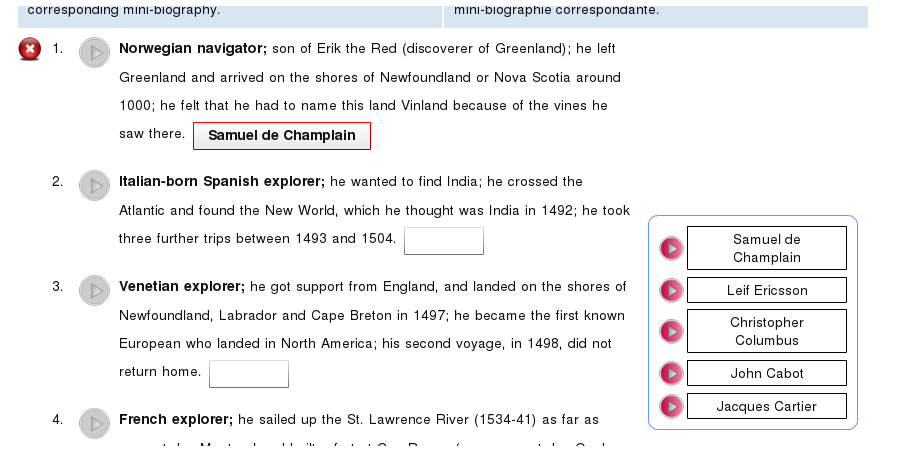 corresponding mini-biography.
mini-biographie correspondante.
1. Norwegian navigator; son of Erik the Red (discoverer of Greenland); he left
Greenland and arrived on the shores of Newfoundland or Nova Scotia around
1000; he felt that he had to name this land Vinland because of the vines he
saw there. Samuel de Champlain
2. Italian-born Spanish explorer; he wanted to find India; he crossed the
Atlantic and found the New World, which he thought was India in 1492; he took
three further trips between 1493 and 1504.
3. Venetian explorer; he got support from England, and landed on the shores of
Newfoundland, Labrador and Cape Breton in 1497; he became the first known
European who landed in North America; his second voyage, in 1498, did not
return home.
4. French explorer; he sailed up the St. Lawrence River (1534-41) as far as
Samuel de
Champlain
Leif Ericsson
Christopher
Columbus
John Cabot
Jacques Cartier